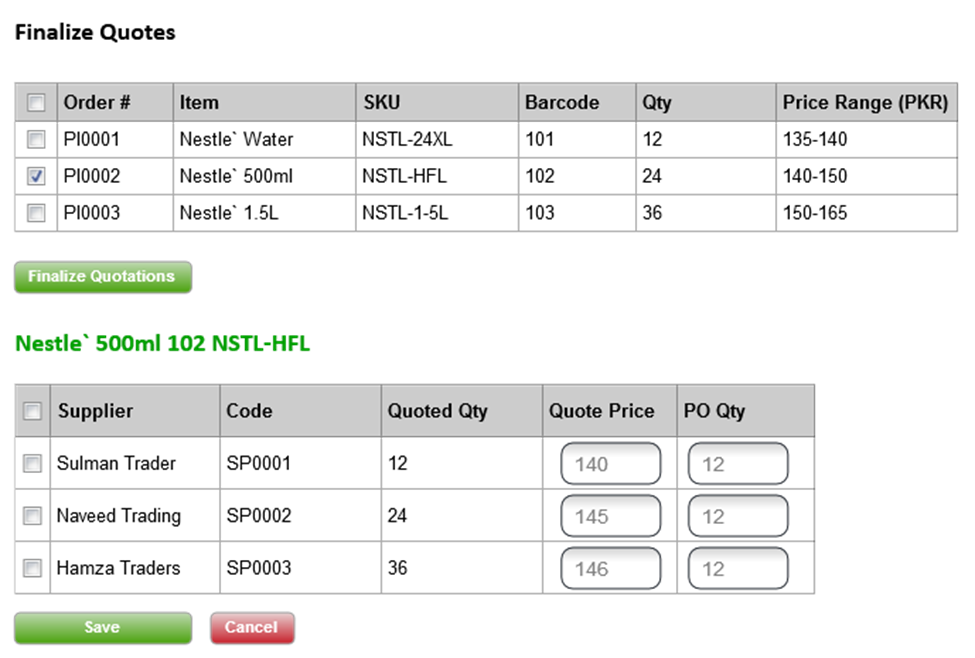 Finalize Quotes
Order # Item SKU Barcode Qty Price Range (PKR)
PI0001 Nestle` Water NSTL-24XL 101 12 135-140
PI0002 Nestle` 500ml NSTL-HFL 102 24 140-150
PI0003 Nestle` 1.5L NSTL-1-5L 103 36 150-165
Finalize Quotations
Nestle` 500ml 102 NSTL-HFL
Supplier Code Quoted Qty Quote Price PO Qty
Sulman Trader SP0001 12 140 12
Naveed Trading SP0002 24 145 12
Hamza Traders SP0003 36 146 12
Save Cancel